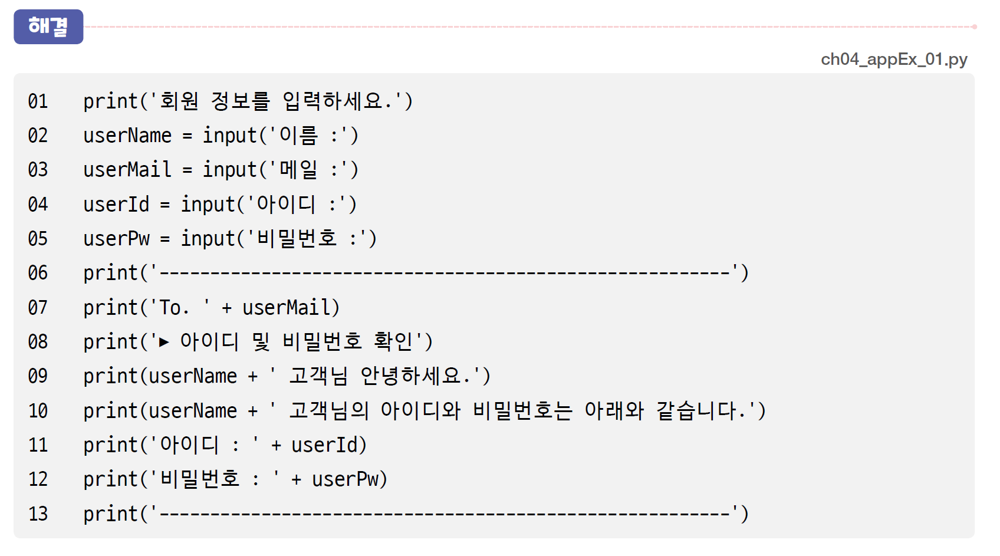 해결
ch04_appEx_01.py
01 print('회원 정보를 입력하세요.')
02 userName = input('이름 :')
03 userMail = input('메일 :')
04 userId = input('아이디 :')
05 userPw = input('비밀번호 :')
06 print('--------------------------------------------------------')
07 print('To. ' + userMail)
08 print('▶ 아이디 및 비밀번호 확인')
09 print(userName + ' 고객님 안녕하세요.')
10 print(userName + ' 고객님의 아이디와 비밀번호는 아래와 같습니다.')
11 print('아이디 : ' + userId)
12 print('비밀번호 : ' + userPw)
13 print('--------------------------------------------------------')